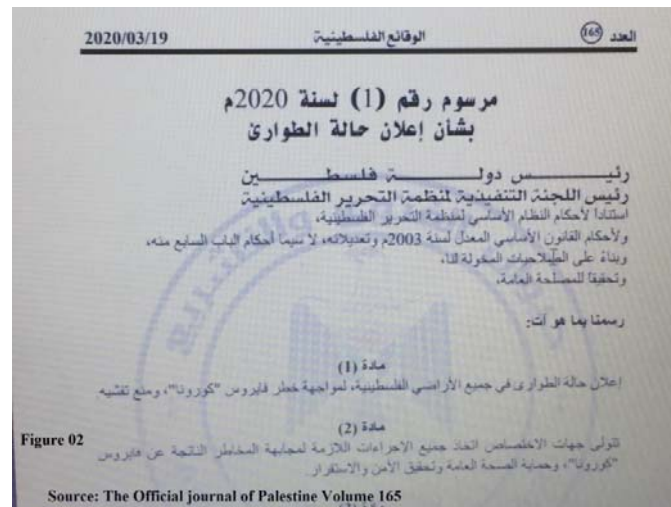 العدد (165) الوقائع الفلسطينية 2020/03/19
مرسوم رقم (1) لسنة 2020م
بشأن إعلان حالة الطوارئ
رئيـــــــس دولـــــــــة فلسطـــــــــين
رئيس اللجنة التنفيذية لمنظمة التحرير الفلسطينية
استناداً لأحكام النظام الأساسي لمنظمة التحرير الفلسطينية،
ولأحكام القانون الأساسي المعدل لسنة 2003م وتعديلاته، لا سيما أحكام الباب السابع منه،
وبناءً على الصلاحيات المخولة لنا،
وتحقيقاً للمصلحة العامة،
رسمنا بما هو آت:
مادة (1)
إعلان حالة الطوارئ في جميع الأراضي الفلسطينية، لمواجهة خطر فايروس "كورونا"، ومنع تفشيه
مادة (2)
تتولى جهات الاختصاص اتخاذ جميع الإجراءات اللازمة لمجابهة المخاطر الناتجة عن فايروس
"كورونا"، وحماية الصحة العامة وتحقيق الأمن والاستقرار.
Figure 02
Source: The Official journal of Palestine Volume 165